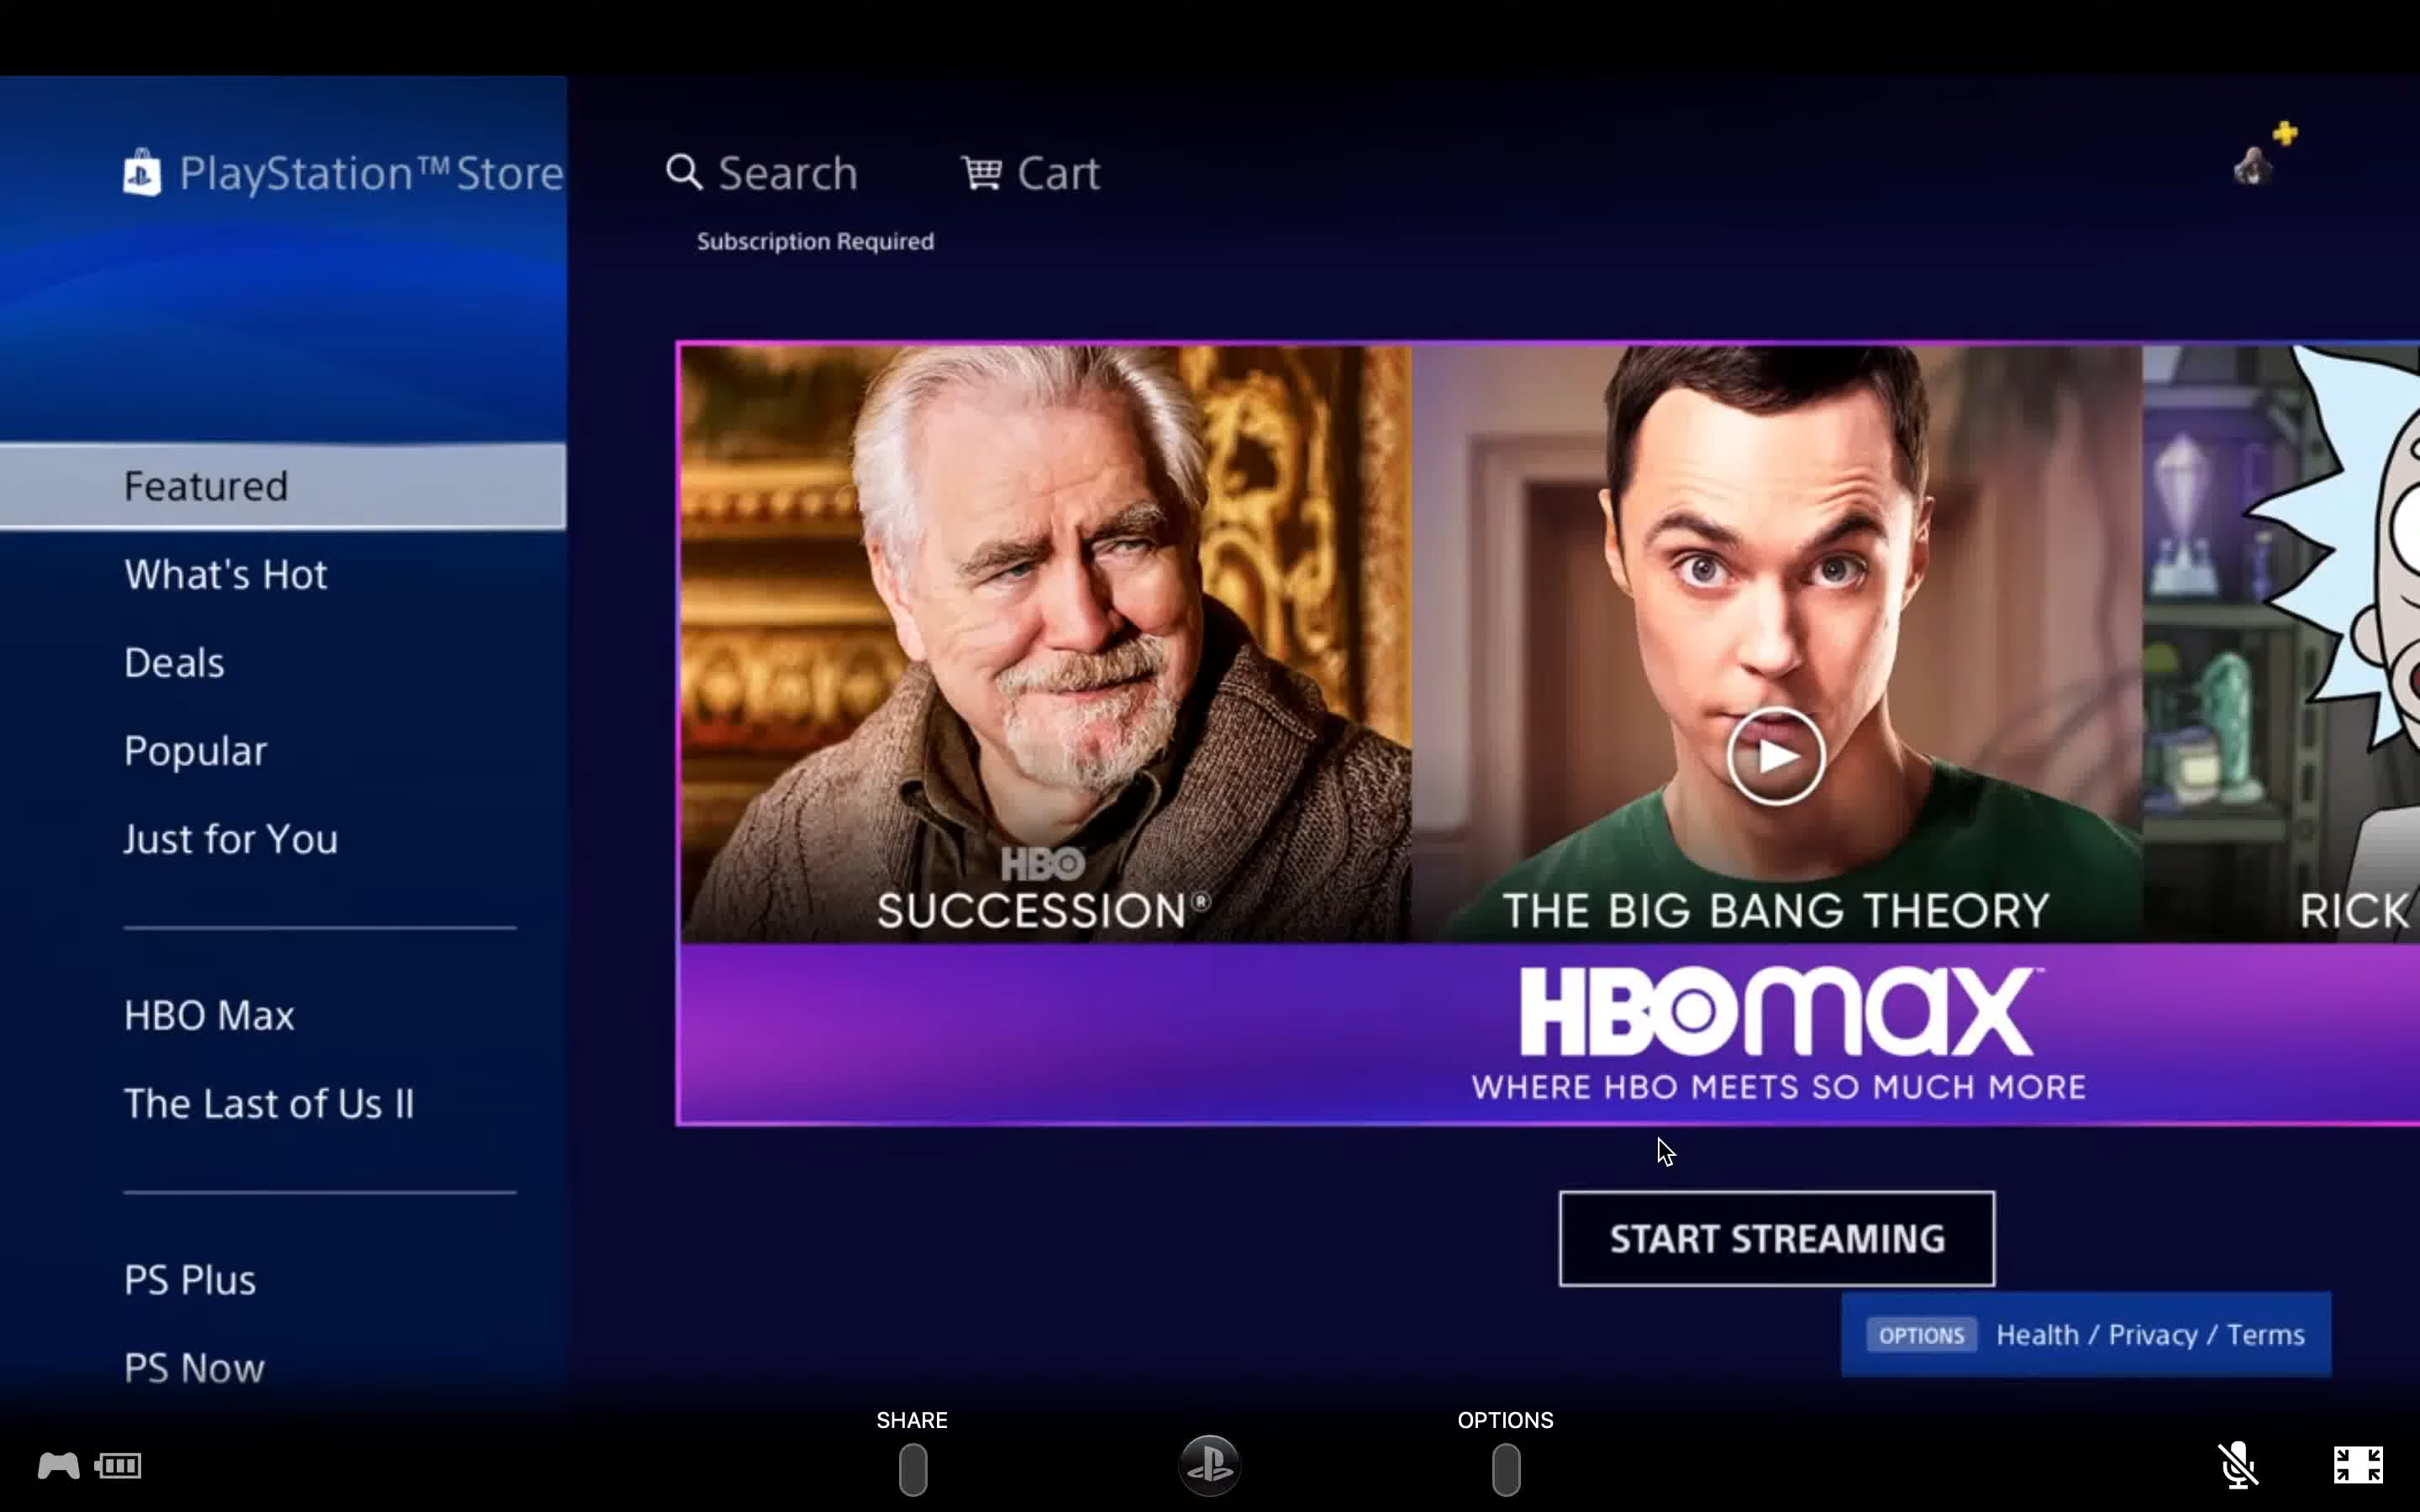 PlayStation™Store
Search
Cart
Subscription Required
Featured
What's Hot
Deals
Popular
Just for You
HBO Max
The Last of Us II
PS Plus
PS Now
HBO
SUCCESSION®
THE BIG BANG THEORY
RICK
HBOmax™
WHERE HBO MEETS SO MUCH MORE
START STREAMING
OPTIONS Health / Privacy / Terms
SHARE
OPTIONS